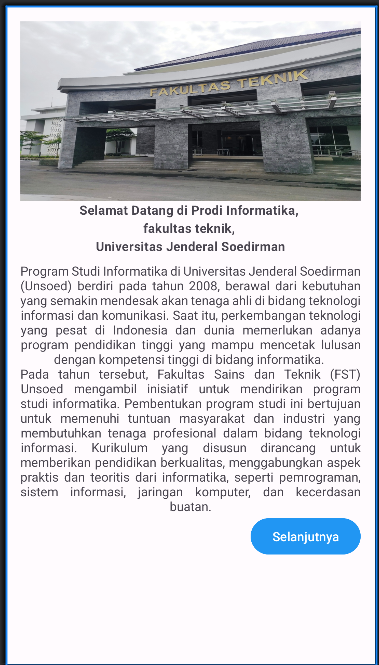 FAKULTAS TEKNIK
Selamat Datang di Prodi Informatika,
fakultas teknik,
Universitas Jenderal Soedirman
Program Studi Informatika di Universitas Jenderal Soedirman
(Unsoed) berdiri pada tahun 2008, berawal dari kebutuhan
yang semakin mendesak akan tenaga ahli di bidang teknologi
informasi dan komunikasi. Saat itu, perkembangan teknologi
yang pesat di Indonesia dan dunia memerlukan adanya
program pendidikan tinggi yang mampu mencetak lulusan
dengan kompetensi tinggi di bidang informatika.
Pada tahun tersebut, Fakultas Sains dan Teknik (FST)
Unsoed mengambil inisiatif untuk mendirikan program
studi informatika. Pembentukan program studi ini bertujuan
untuk memenuhi tuntuan masyarakat dan industri yang
membutuhkan tenaga profesional dalam bidang teknologi
informasi. Kurikulum yang disusun dirancang untuk
memberikan pendidikan berkualitas, menggabungkan aspek
praktis dan teoritis dari informatika, seperti pemrograman,
sistem informasi, jaringan komputer, dan kecerdasan
buatan.
Selanjutnya